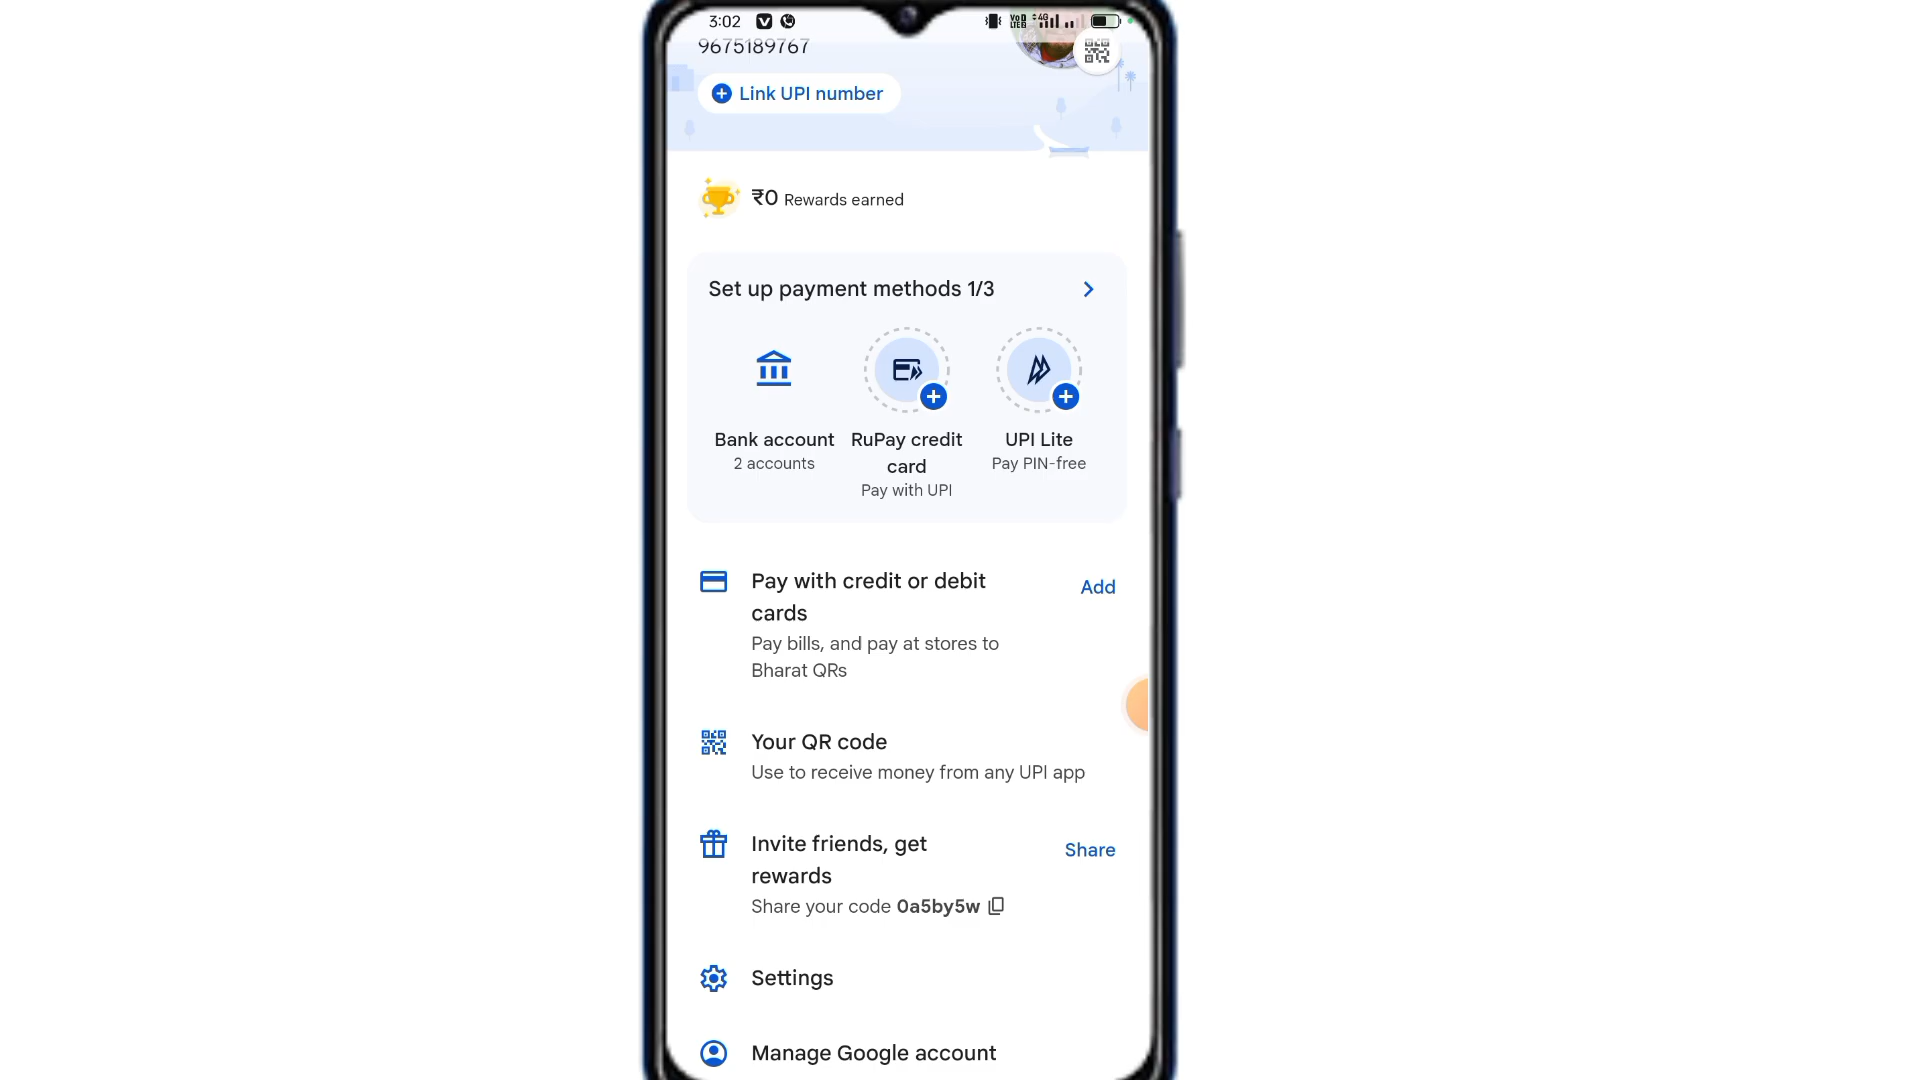 3:02
9675189767
Link UPI number
₹0 Rewards earned
Set up payment methods 1/3
Bank account
2 accounts
RuPay credit
card
Pay with UPI
UPI Lite
Pay PIN-free
Pay with credit or debit
cards
Add
Pay bills, and pay at stores to
Bharat QRs
Your QR code
Use to receive money from any UPI app
Invite friends, get
rewards
Share
Share your code 0a5by5w
Settings
Manage Google account